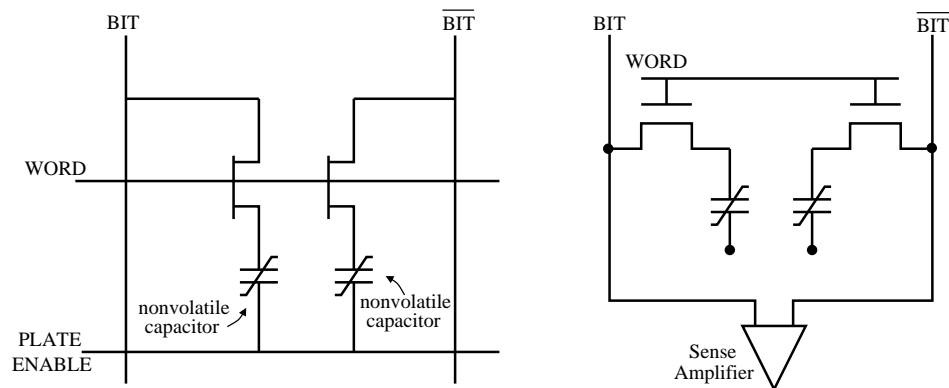 BIT
BIT
WORD
nonvolatile
capacitor
nonvolatile
capacitor
PLATE
ENABLE
BIT
BIT
WORD
Sense
Amplifier